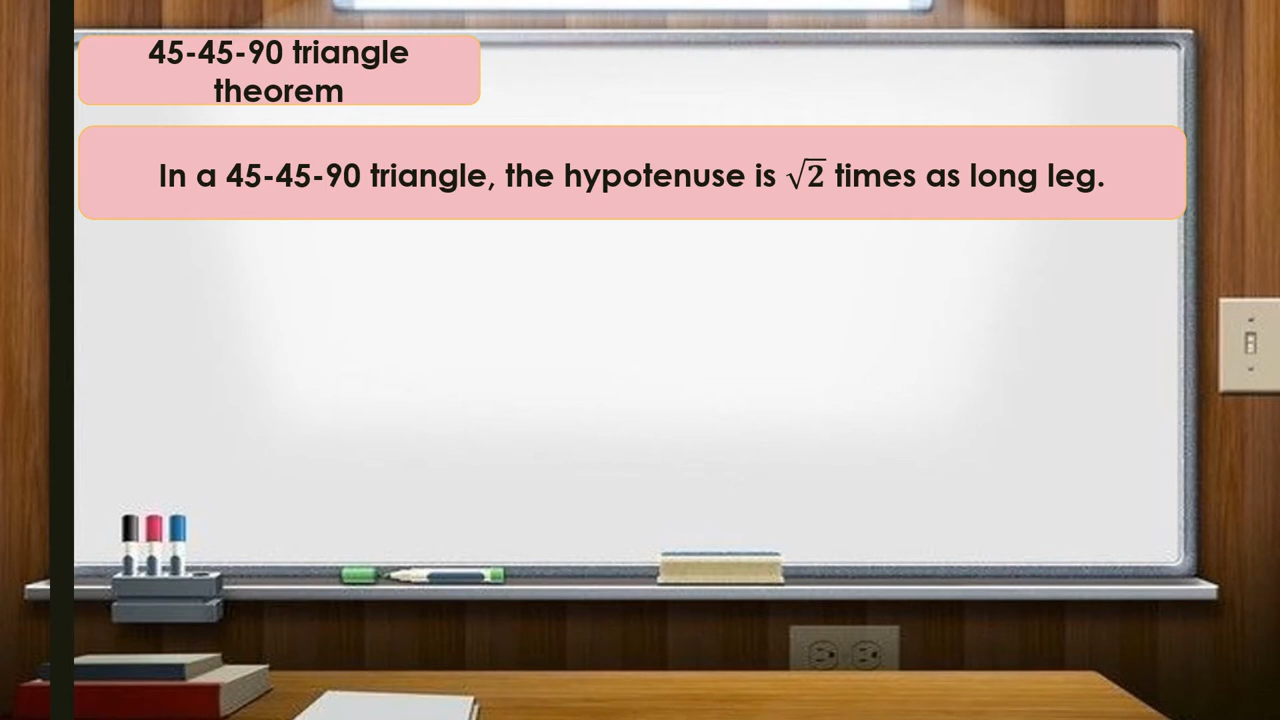 45-45-90 triangle
theorem
In a 45-45-90 triangle, the hypotenuse is √2 times as long leg.